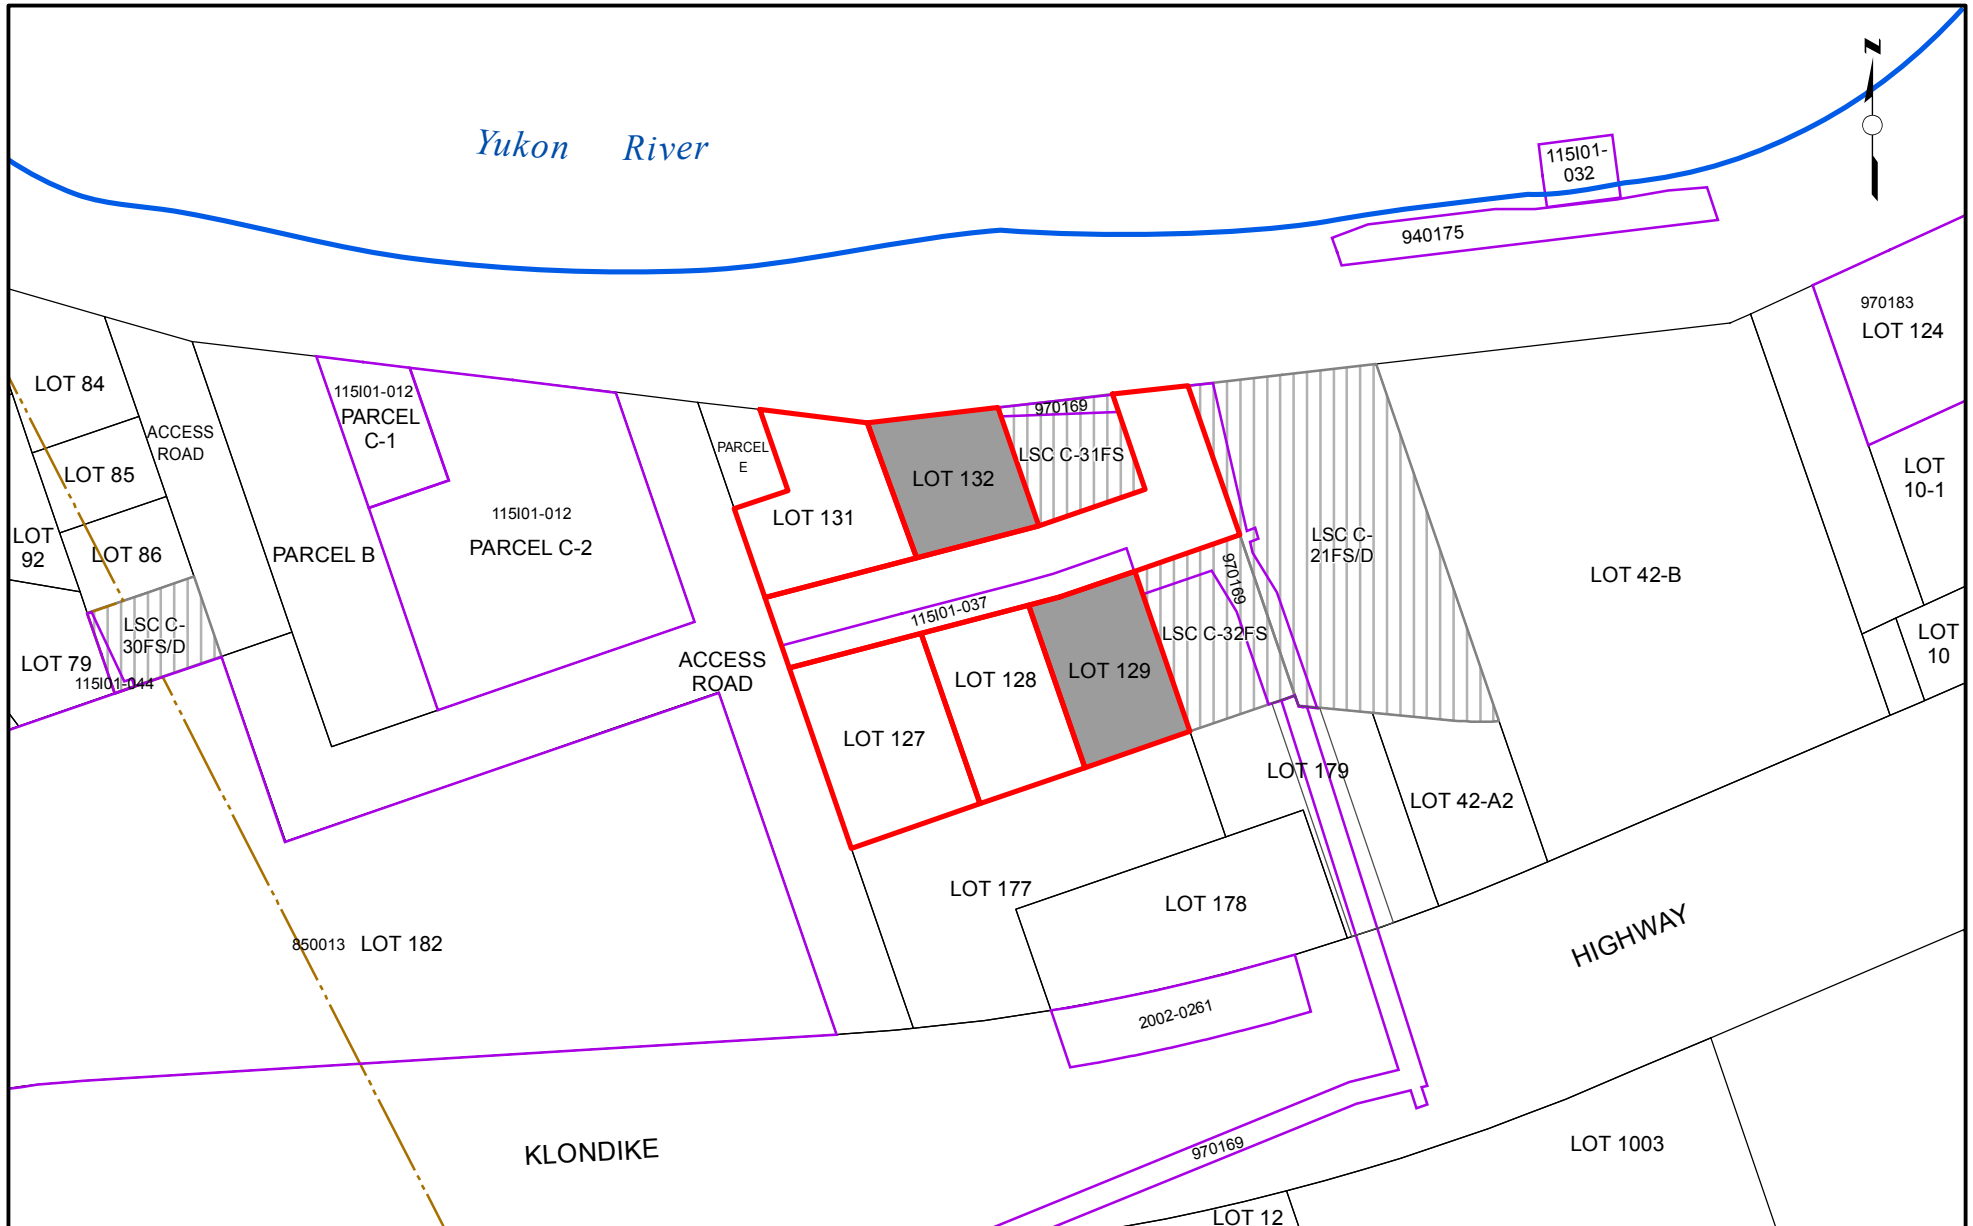 N
Yukon River
115I01-
032
940175
970183
LOT 124
LOT 84
ACCESS
ROAD
LOT 85
LOT
92
LOT 86
LSC C-
30FS/D
LOT 79
115I01-044
115I01-012
PARCEL
C-1
115I01-012
PARCEL C-2
PARCEL B
PARCEL
E
LOT 131
LOT 132
970169
LSC C-31FS
LSC C-
21FS/D
LOT 42-B
LOT
10-1
LOT
10
115I01-037
970169
LSC C-32FS
ACCESS
ROAD
LOT 127
LOT 128
LOT 129
LOT 179
LOT 42-A2
LOT 177
LOT 178
850013
LOT 182
HIGHWAY
2002-0261
KLONDIKE
970169
LOT 1003
LOT 12